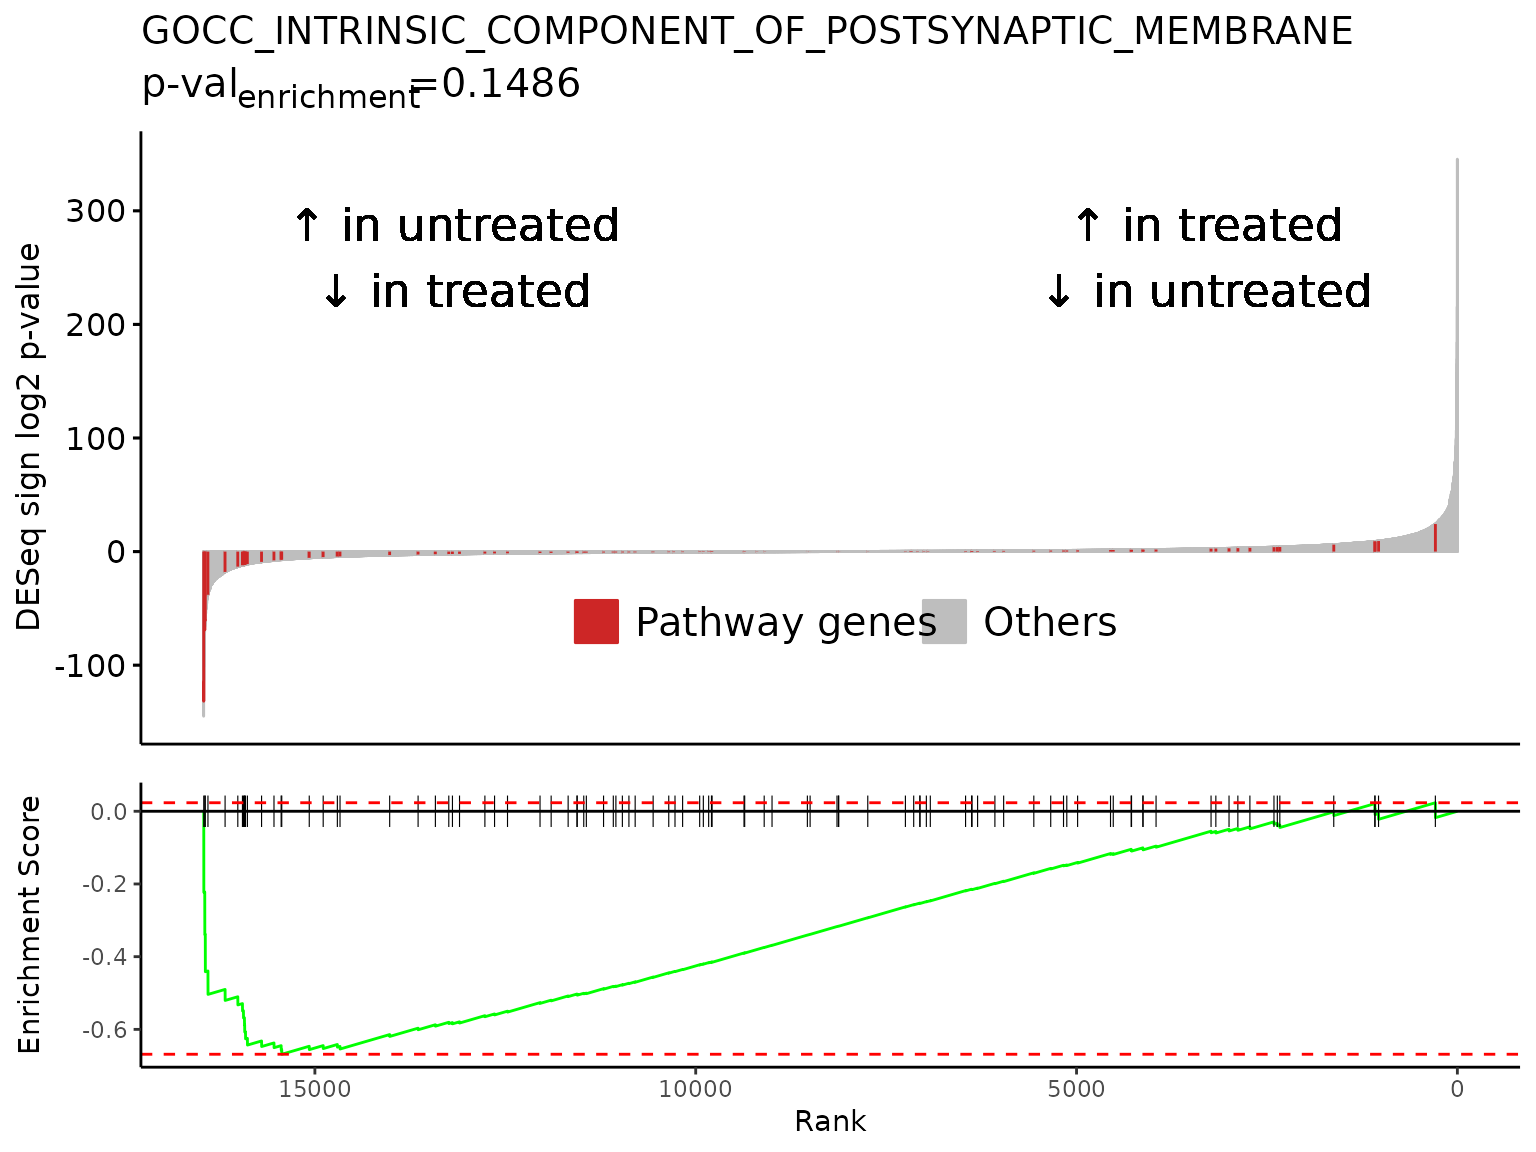 GOCC_INTRINSIC_COMPONENT_OF_POSTSYNAPTIC_MEMBRANE
p-val enrichment=0.1486
DESeq sign log2 p-value
300
200
100
0
-100
↑ in untreated
↓ in treated
↑ in treated
↓ in untreated
Pathway genes
Others
Enrichment Score
0.0
-0.2
-0.4
-0.6
15000
10000
5000
0
Rank